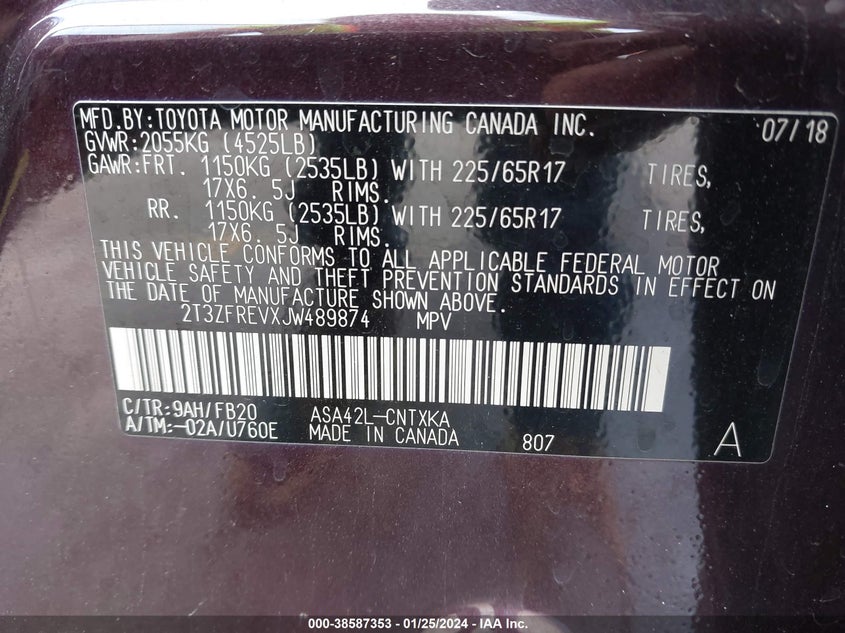 MFD.BY:TOYOTA MOTOR MANUFACTURING CANADA INC. 07/18
GVWR:2055KG (4525LB)
GAWR:FRT. 1150KG (2535LB) WITH 225/65R17 TIRES,
17X6. 5J RIMS.
RR. 1150KG (2535LB) WITH 225/65R17 TIRES,
17X6. 5J RIMS.
THIS VEHICLE CONFORMS TO ALL APPLICABLE FEDERAL MOTOR
VEHICLE SAFETY AND THEFT PREVENTION STANDARDS IN EFFECT ON
THE DATE OF MANUFACTURE SHOWN ABOVE.
2T3ZFREVXJW489874 MPV
C/TR:9AH/FB20 ASA42L-CNTXKA
A/TM:-02A/U760E MADE IN CANADA 807 A
000-38587353 - 01/25/2024 - IAA Inc.